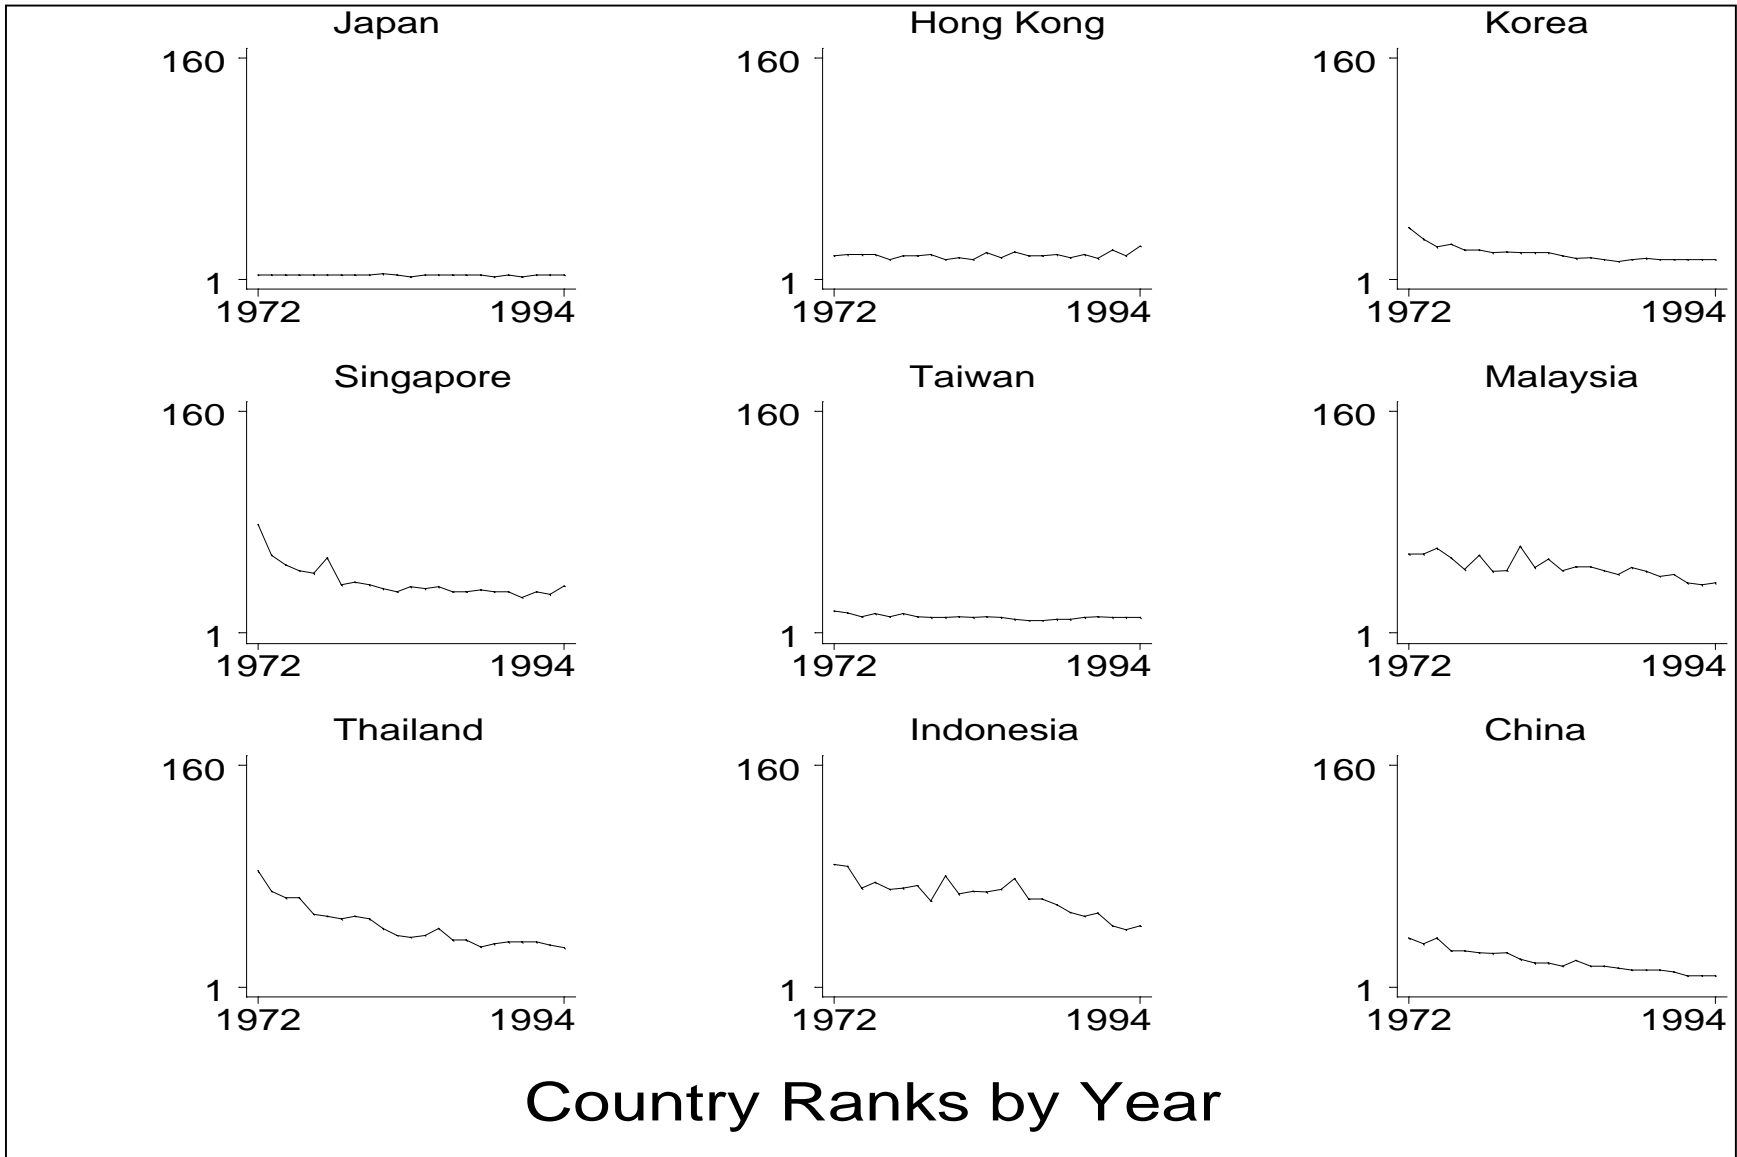 Japan Hong Kong Korea
160 160 160
1 1 1
1972 1994 1972 1994 1972 1994
Singapore Taiwan Malaysia
160 160 160
1 1 1
1972 1994 1972 1994 1972 1994
Thailand Indonesia China
160 160 160
1 1 1
1972 1994 1972 1994 1972 1994
Country Ranks by Year